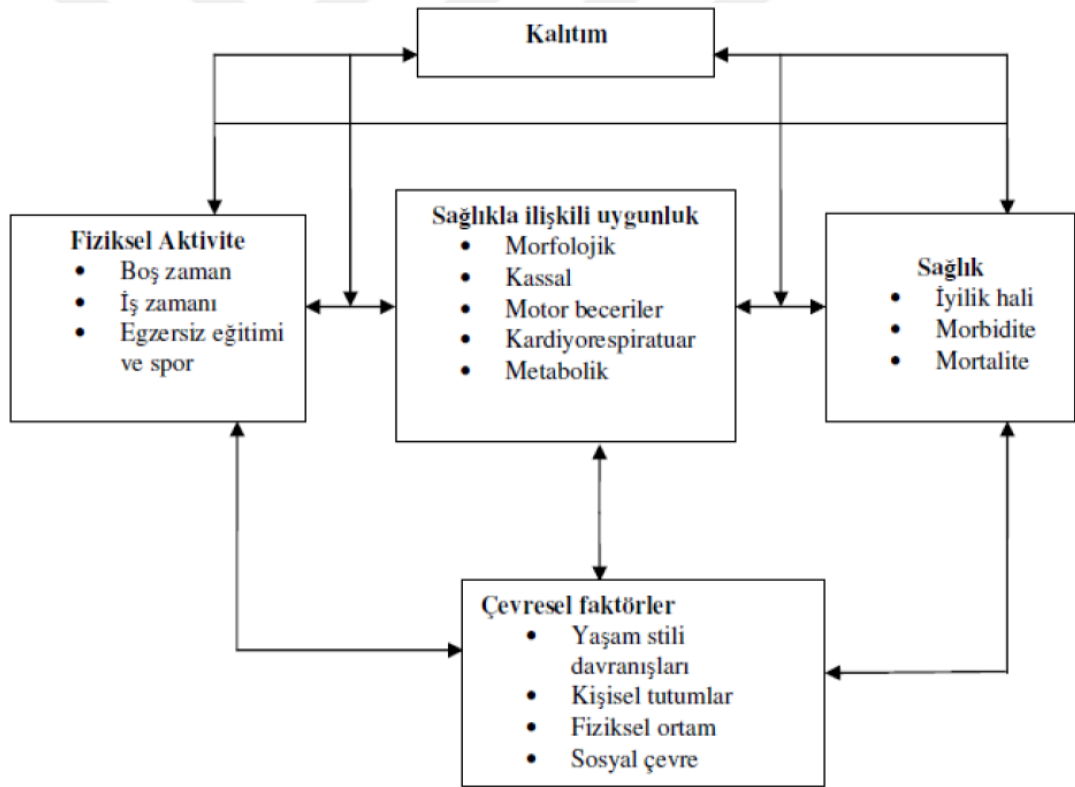 Kalıtım
Fiziksel Aktivite
• Boş zaman
• İş zamanı
• Egzersiz eğitimi
ve spor
Sağlıkla ilişkili uygunluk
• Morfolojik
• Kassal
• Motor beceriler
• Kardiyorespiratuar
• Metabolik
Sağlık
• İyilik hali
• Morbidite
• Mortalite
Çevresel faktörler
• Yaşam stili
davranışları
• Kişisel tutumlar
• Fiziksel ortam
• Sosyal çevre